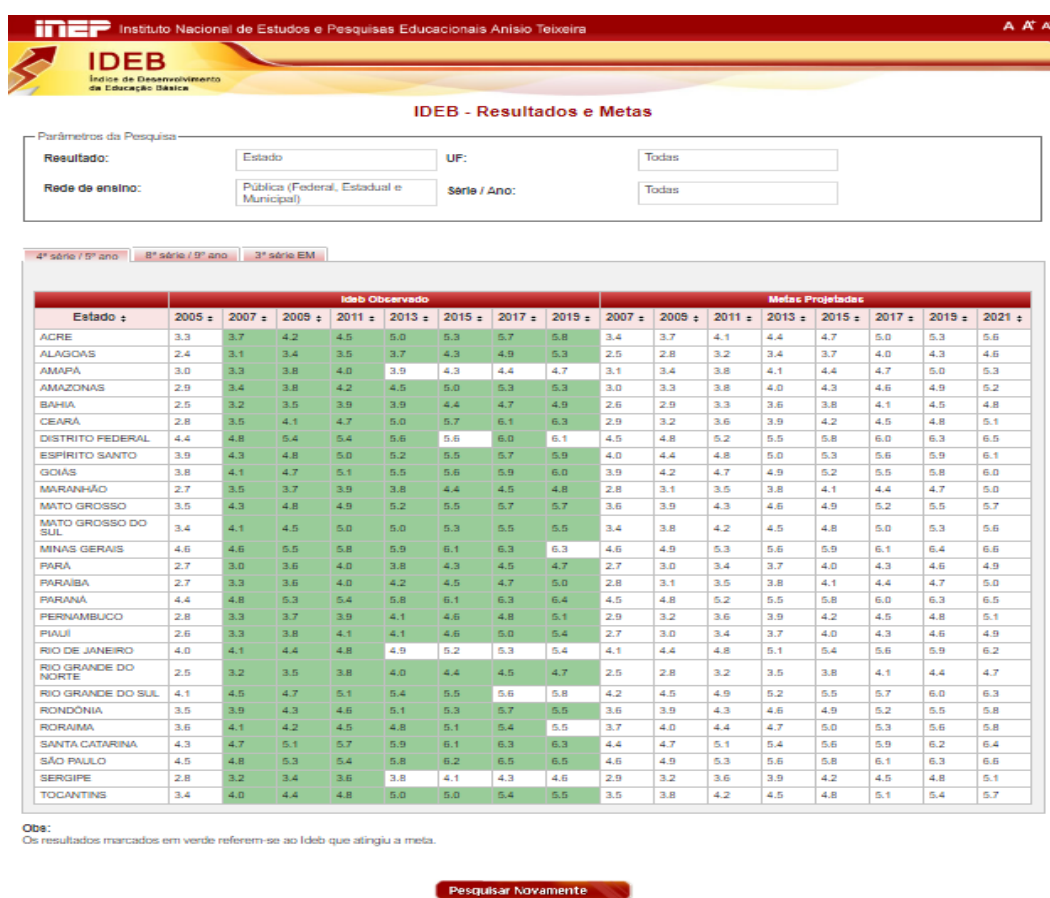 INEP Instituto Nacional de Estudos e Pesquisas Educacionais Anísio Teixeira A A+ A
IDEB
Índice de Desenvolvimento
da Educação Básica
IDEB - Resultados e Metas
Parâmetros da Pesquisa
Resultado: Estado UF: Todas
Rede de ensino: Pública (Federal, Estadual e Municipal) Série / Ano: Todas
4ª série / 5º ano 8ª série / 9º ano 3ª série EM
Ideb Observado Metas Projetadas
Estado 2005 2007 2009 2011 2013 2015 2017 2019 2007 2009 2011 2013 2015 2017 2019 2021
ACRE 3.3 3.7 4.2 4.5 5.0 5.3 5.7 5.8 3.4 3.7 4.1 4.4 4.7 5.0 5.3 5.6
ALAGOAS 2.4 3.1 3.4 3.5 3.7 4.3 4.9 5.3 2.5 2.8 3.2 3.4 3.7 4.0 4.3 4.6
AMAPÁ 3.0 3.3 3.8 4.0 3.9 4.3 4.4 4.7 3.1 3.4 3.8 4.1 4.4 4.7 5.0 5.3
AMAZONAS 2.9 3.4 3.8 4.2 4.5 5.0 5.3 5.3 3.0 3.3 3.8 4.0 4.3 4.6 4.9 5.2
BAHIA 2.5 3.2 3.5 3.9 3.9 4.4 4.7 4.9 2.6 2.9 3.3 3.6 3.8 4.1 4.5 4.8
CEARÁ 2.8 3.5 4.1 4.7 5.0 5.7 6.1 6.3 2.9 3.2 3.6 3.9 4.2 4.5 4.8 5.1
DISTRITO FEDERAL 4.4 4.8 5.4 5.4 5.6 5.6 6.0 6.1 4.5 4.8 5.2 5.5 5.8 6.0 6.3 6.5
ESPÍRITO SANTO 3.9 4.3 4.8 5.0 5.2 5.5 5.7 5.9 4.0 4.4 4.8 5.0 5.3 5.6 5.9 6.1
GOIÁS 3.8 4.1 4.7 5.1 5.5 5.6 5.9 6.0 3.9 4.2 4.7 4.9 5.2 5.5 5.8 6.0
MARANHÃO 2.7 3.5 3.7 3.9 3.8 4.4 4.5 4.8 2.8 3.1 3.5 3.8 4.1 4.4 4.7 5.0
MATO GROSSO 3.5 4.3 4.8 4.9 5.2 5.5 5.7 5.7 3.6 3.9 4.3 4.6 4.9 5.2 5.5 5.7
MATO GROSSO DO SUL 3.4 4.1 4.5 5.0 5.0 5.3 5.5 5.5 3.4 3.8 4.2 4.5 4.8 5.0 5.3 5.6
MINAS GERAIS 4.6 4.6 5.5 5.8 5.9 6.1 6.3 6.3 4.6 4.9 5.3 5.6 5.9 6.1 6.4 6.6
PARÁ 2.7 3.0 3.6 4.0 3.8 4.3 4.5 4.7 2.7 3.0 3.4 3.7 4.0 4.3 4.6 4.9
PARAÍBA 2.7 3.3 3.6 4.0 4.2 4.5 4.7 5.0 2.8 3.1 3.5 3.8 4.1 4.4 4.7 5.0
PARANÁ 4.4 4.8 5.3 5.4 5.8 6.1 6.3 6.4 4.5 4.8 5.2 5.5 5.8 6.0 6.3 6.5
PERNAMBUCO 2.8 3.3 3.7 3.9 4.1 4.6 4.8 5.1 2.9 3.2 3.6 3.9 4.2 4.5 4.8 5.1
PIAUÍ 2.6 3.3 3.8 4.1 4.1 4.6 5.0 5.4 2.7 3.0 3.4 3.7 4.0 4.3 4.6 4.9
RIO DE JANEIRO 4.0 4.1 4.4 4.8 4.9 5.2 5.3 5.4 4.1 4.4 4.8 5.1 5.4 5.6 5.9 6.2
RIO GRANDE DO NORTE 2.5 3.2 3.5 3.8 4.0 4.4 4.5 4.7 2.5 2.9 3.2 3.5 3.8 4.1 4.4 4.7
RIO GRANDE DO SUL 4.1 4.5 4.7 5.1 5.4 5.5 5.6 5.8 4.2 4.5 4.9 5.2 5.5 5.7 6.0 6.3
RONDÔNIA 3.5 3.9 4.3 4.6 5.1 5.3 5.7 5.5 3.6 3.9 4.3 4.6 4.9 5.2 5.5 5.8
RORAIMA 3.6 4.1 4.2 4.5 4.8 5.1 5.4 5.5 3.7 4.0 4.4 4.7 5.0 5.3 5.6 5.8
SANTA CATARINA 4.3 4.7 5.1 5.7 5.9 6.1 6.3 6.3 4.4 4.7 5.1 5.4 5.6 5.9 6.2 6.4
SÃO PAULO 4.5 4.8 5.3 5.4 5.8 6.2 6.5 6.5 4.6 4.9 5.3 5.6 5.8 6.1 6.3 6.6
SERGIPE 2.8 3.2 3.4 3.6 3.8 4.1 4.3 4.6 2.9 3.2 3.6 3.9 4.2 4.5 4.8 5.1
TOCANTINS 3.4 4.0 4.4 4.8 5.0 5.0 5.4 5.5 3.5 3.8 4.2 4.5 4.8 5.1 5.4 5.7
Obs:
Os resultados marcados em verde referem-se ao Ideb que atingiu a meta.
Pesquisar Novamente